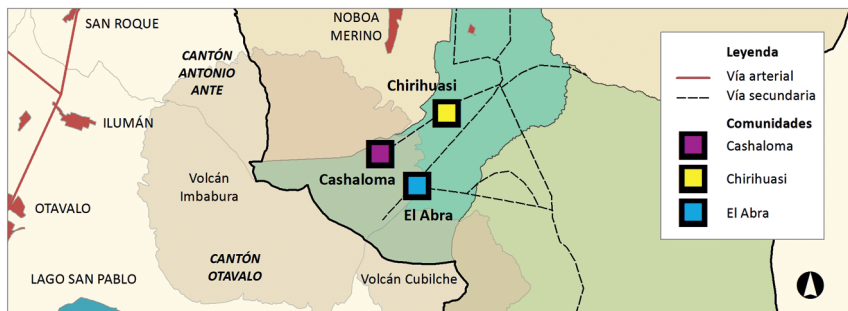 SAN ROQUE
NOBOA
MERINO
CANTÓN
ANTONIO
ANTE
Chirihuasi
ILUMÁN
Cashaloma
Volcán
Imbabura
OTAVALO
El Abra
CANTÓN
OTAVALO
LAGO SAN PABLO
Volcán Cubilche
Leyenda
Vía arterial
Vía secundaria
Comunidades
Cashaloma
Chirihuasi
El Abra